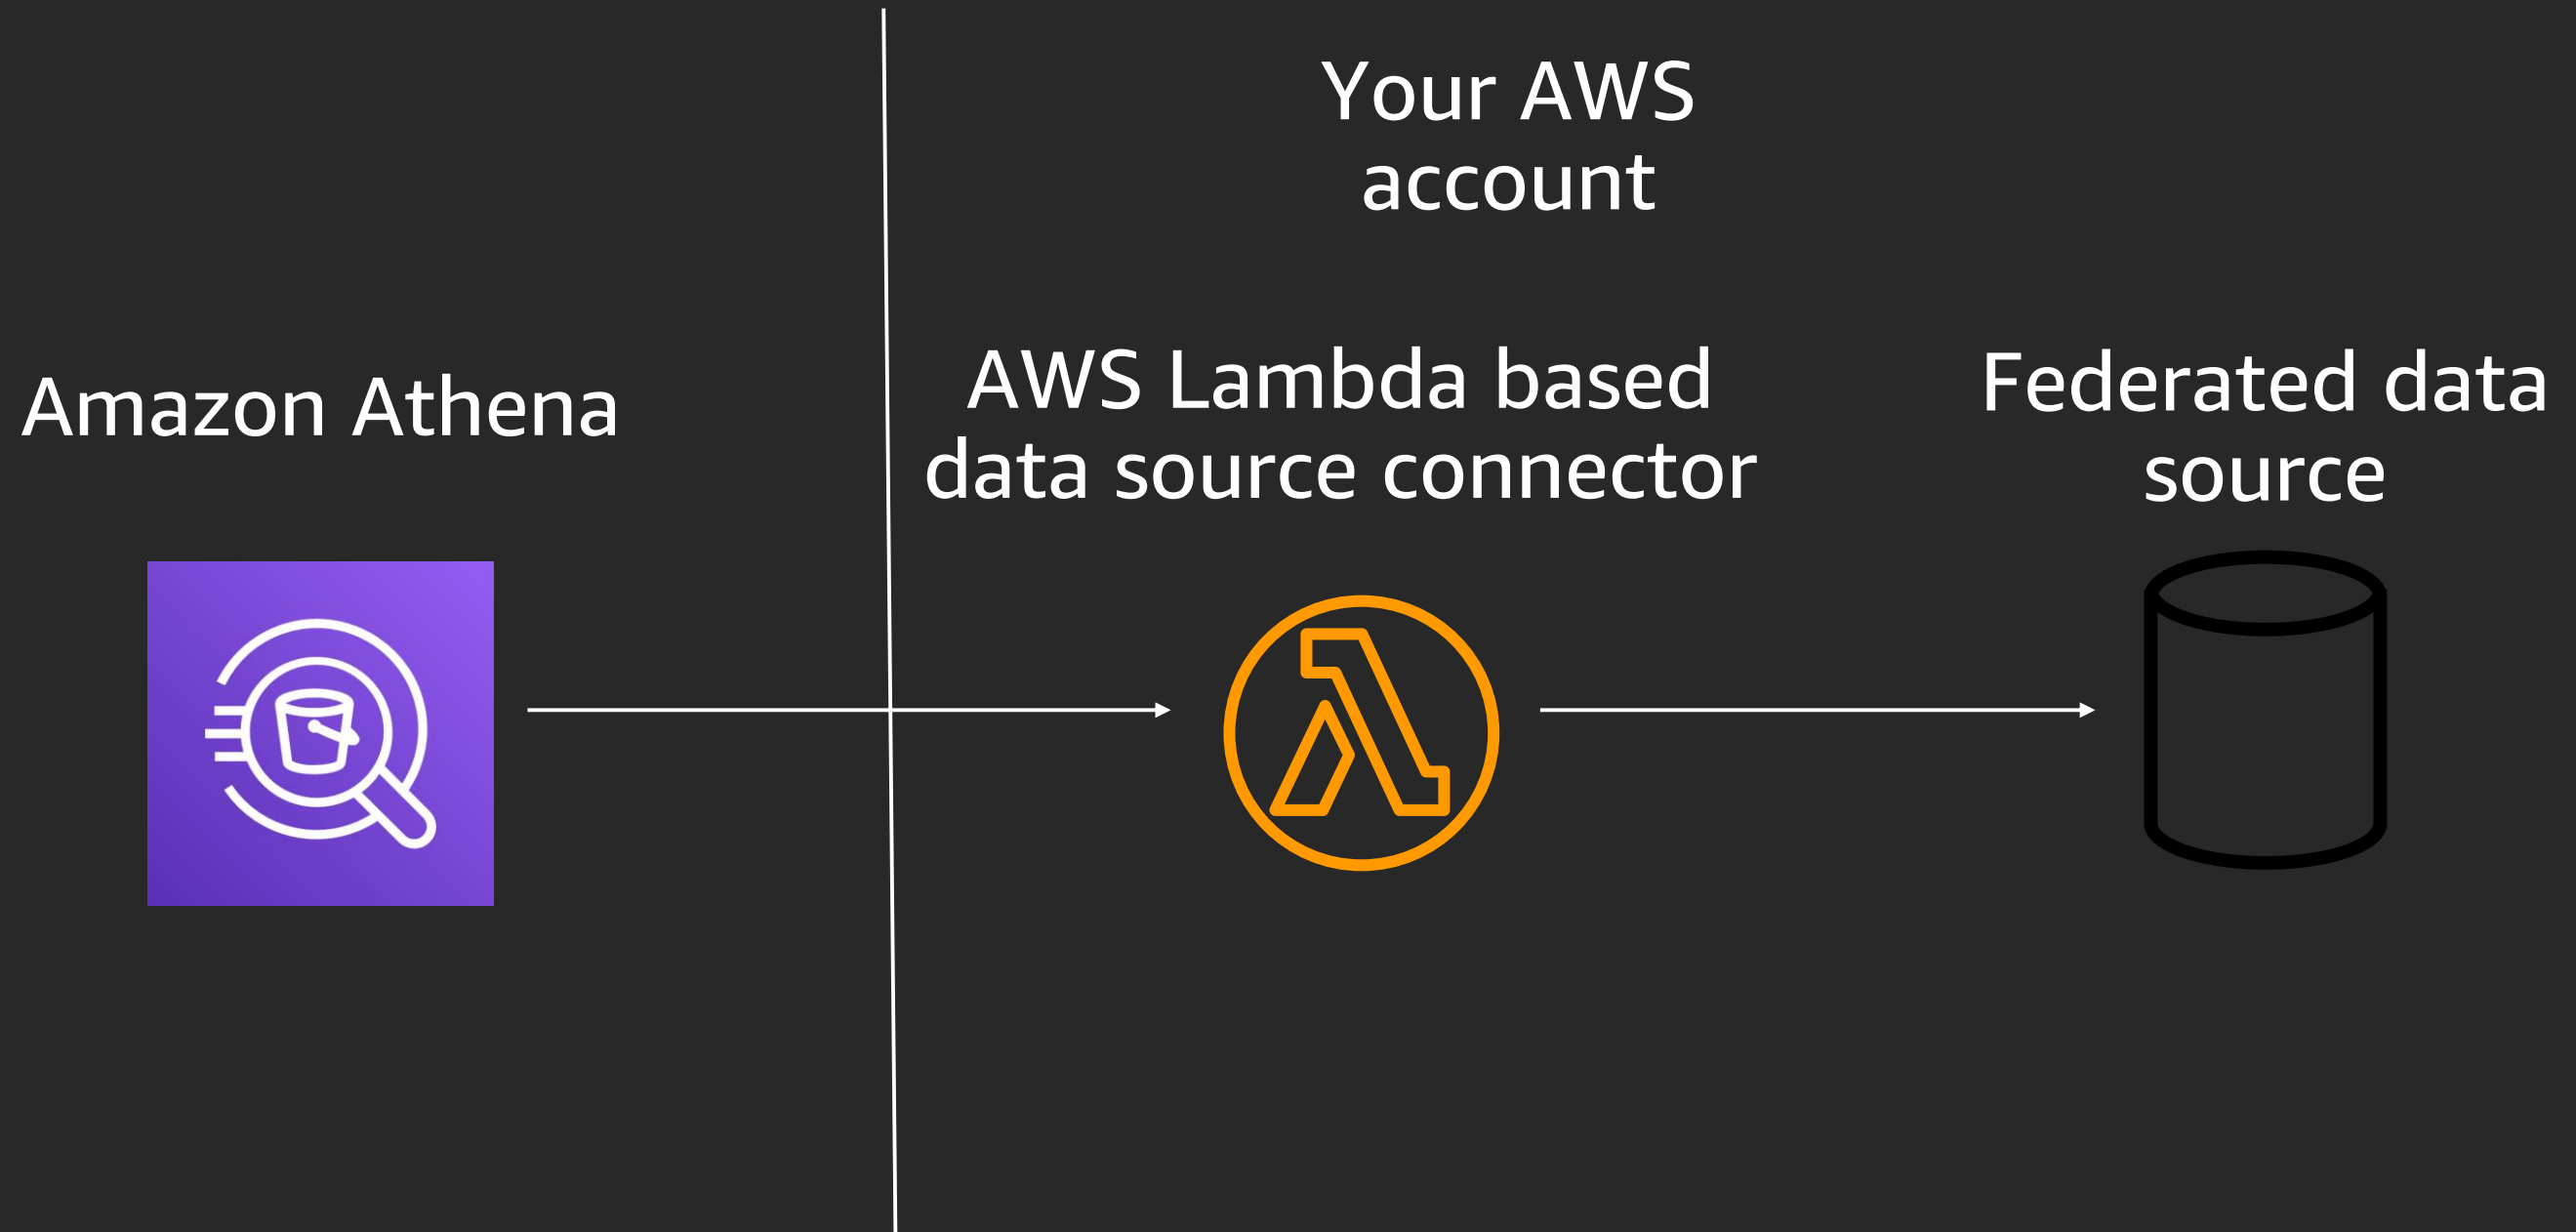 Your AWS
account
Amazon Athena
AWS Lambda based
data source connector
Federated data
source